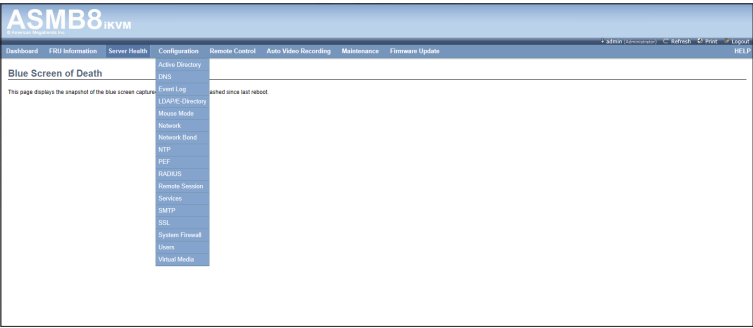 ASMB8 iKVM
© American Megatrends Inc.
admin (Administrator) Refresh Print Logout
Dashboard FRU Information Server Health Configuration Remote Control Auto Video Recording Maintenance Firmware Update HELP
Active Directory
Blue Screen of Death
DNS
This page displays the snapshot of the blue screen capture
ashed since last reboot.
Event Log
LDAP/E-Directory
Mouse Mode
Network
Network Bond
NTP
PEF
RADIUS
Remote Session
Services
SMTP
SSL
System Firewall
Users
Virtual Media